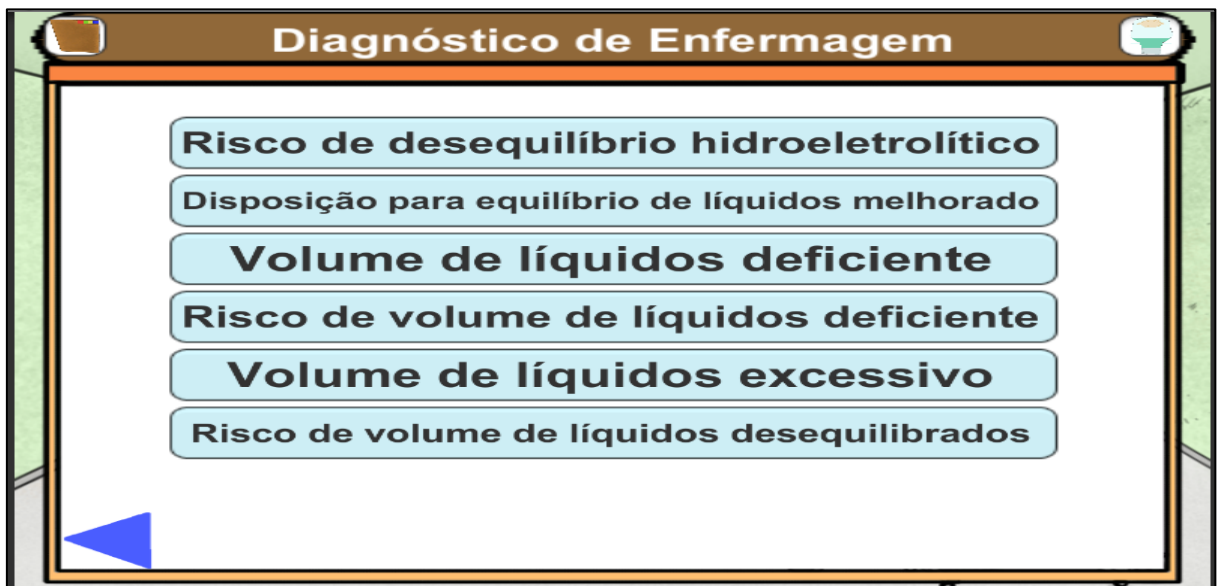 Diagnóstico de Enfermagem
Risco de desequilíbrio hidroeletrolítico
Disposição para equilíbrio de líquidos melhorado
Volume de líquidos deficiente
Risco de volume de líquidos deficiente
Volume de líquidos excessivo
Risco de volume de líquidos desequilibrados